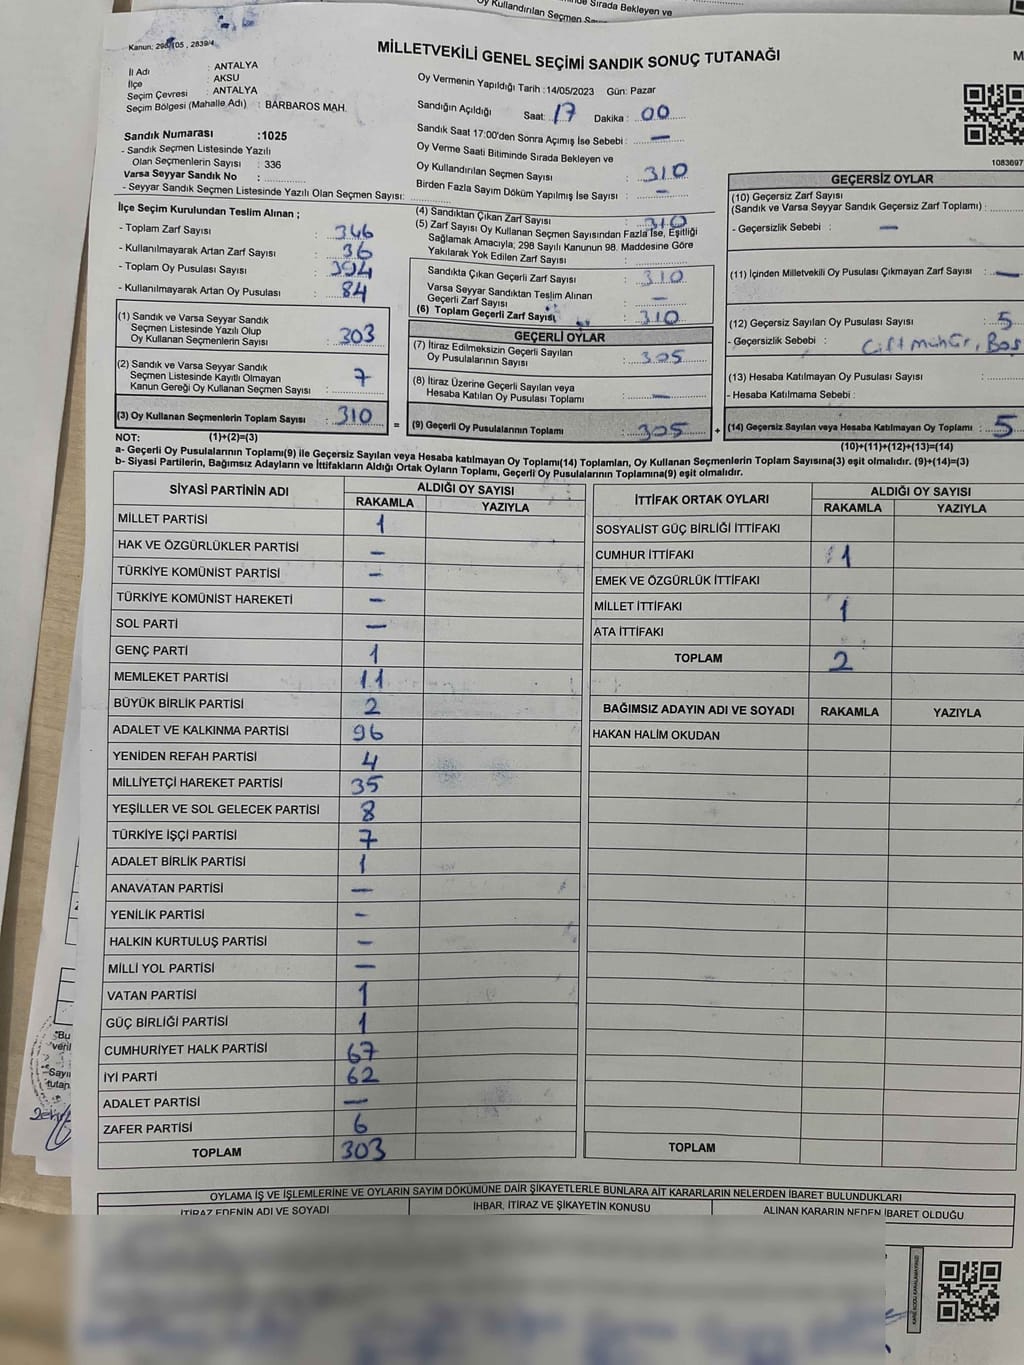 Oy Kullandırılan Seçmen Sayısı
Sırada Bekleyen ve
Kanun; 298/105 , 2839/4
MİLLETVEKİLİ GENEL SEÇİMİ SANDIK SONUÇ TUTANAĞI
M
İl Adı : ANTALYA
İlçe : AKSU
Seçim Çevresi : ANTALYA
Seçim Bölgesi (Mahalle Adı) : BARBAROS MAH.
Oy Vermenin Yapıldığı Tarih :14/05/2023 Gün: Pazar
Sandığın Açıldığı Saat: 17 Dakika : 00
Sandık Saat 17:00'den Sonra Açımış İse Sebebi : —
Oy Verme Saati Bitiminde Sırada Bekleyen ve
Oy Kullandırılan Seçmen Sayısı : 310
Birden Fazla Sayım Döküm Yapılmış İse Sayısı : —
Sandık Numarası :1025
- Sandık Seçmen Listesinde Yazılı
Olan Seçmenlerin Sayısı : 336
Varsa Seyyar Sandık No :
- Seyyar Sandık Seçmen Listesinde Yazılı Olan Seçmen Sayısı:
1083697
İlçe Seçim Kurulundan Teslim Alınan ;
- Toplam Zarf Sayısı : 346
- Kullanılmayarak Artan Zarf Sayısı : 36
- Toplam Oy Pusulası Sayısı : 394
- Kullanılmayarak Artan Oy Pusulası : 84
(4) Sandıktan Çıkan Zarf Sayısı : 310
(5) Zarf Sayısı Oy Kullanan Seçmen Sayısından Fazla İse, Eşitliği
Sağlamak Amacıyla; 298 Sayılı Kanunun 98. Maddesine Göre
Yakılarak Yok Edilen Zarf Sayısı :
Sandıkta Çıkan Geçerli Zarf Sayısı : 310
Varsa Seyyar Sandıktan Teslim Alınan
Geçerli Zarf Sayısı : —
(6) Toplam Geçerli Zarf Sayısı : 310
GEÇERSİZ OYLAR
(10) Geçersiz Zarf Sayısı
(Sandık ve Varsa Seyyar Sandık Geçersiz Zarf Toplamı) :
- Geçersizlik Sebebi : —
(11) İçinden Milletvekili Oy Pusulası Çıkmayan Zarf Sayısı : —
(12) Geçersiz Sayılan Oy Pusulası Sayısı : 5
- Geçersizlik Sebebi : Çift mühür, Boş
(13) Hesaba Katılmayan Oy Pusulası Sayısı :
- Hesaba Katılmama Sebebi :
(14) Geçersiz Sayılan veya Hesaba Katılmayan Oy Toplamı : 5
(10)+(11)+(12)+(13)=(14)
(1) Sandık ve Varsa Seyyar Sandık
Seçmen Listesinde Yazılı Olup
Oy Kullanan Seçmenlerin Sayısı : 303
(2) Sandık ve Varsa Seyyar Sandık
Seçmen Listesinde Kayıtlı Olmayan
Kanun Gereği Oy Kullanan Seçmen Sayısı : 7
(3) Oy Kullanan Seçmenlerin Toplam Sayısı : 310
=
GEÇERLİ OYLAR
(7) İtiraz Edilmeksizin Geçerli Sayılan
Oy Pusulalarının Sayısı : 305
(8) İtiraz Üzerine Geçerli Sayılan veya
Hesaba Katılan Oy Pusulası Toplamı : —
(9) Geçerli Oy Pusulalarının Toplamı : 305
+
NOT: (1)+(2)=(3)
a- Geçerli Oy Pusulalarının Toplamı(9) İle Geçersiz Sayılan veya Hesaba katılmayan Oy Toplamı(14) Toplamları, Oy Kullanan Seçmenlerin Toplam Sayısına(3) eşit olmalıdır. (9)+(14)=(3)
b- Siyasi Partilerin, Bağımsız Adayların ve İttifakların Aldığı Ortak Oyların Toplamı, Geçerli Oy Pusulalarının Toplamına(9) eşit olmalıdır.
SİYASİ PARTİNİN ADI ALDIĞI OY SAYISI
RAKAMLA YAZIYLA
MİLLET PARTİSİ 1
HAK VE ÖZGÜRLÜKLER PARTİSİ —
TÜRKİYE KOMÜNİST PARTİSİ —
TÜRKİYE KOMÜNİST HAREKETİ —
SOL PARTİ —
GENÇ PARTİ 1
MEMLEKET PARTİSİ 11
BÜYÜK BİRLİK PARTİSİ 2
ADALET VE KALKINMA PARTİSİ 96
YENİDEN REFAH PARTİSİ 4
MİLLİYETÇİ HAREKET PARTİSİ 35
YEŞİLLER VE SOL GELECEK PARTİSİ 8
TÜRKİYE İŞÇİ PARTİSİ 7
ADALET BİRLİK PARTİSİ 1
ANAVATAN PARTİSİ —
YENİLİK PARTİSİ —
HALKIN KURTULUŞ PARTİSİ —
MİLLİ YOL PARTİSİ —
VATAN PARTİSİ 1
GÜÇ BİRLİĞİ PARTİSİ 1
CUMHURİYET HALK PARTİSİ 67
İYİ PARTİ 62
ADALET PARTİSİ —
ZAFER PARTİSİ 6
TOPLAM 303
İTTİFAK ORTAK OYLARI ALDIĞI OY SAYISI
RAKAMLA YAZIYLA
SOSYALİST GÜÇ BİRLİĞİ İTTİFAKI
CUMHUR İTTİFAKI 1
EMEK VE ÖZGÜRLÜK İTTİFAKI
MİLLET İTTİFAKI 1
ATA İTTİFAKI
TOPLAM 2
BAĞIMSIZ ADAYIN ADI VE SOYADI RAKAMLA YAZIYLA
HAKAN HALİM OKUDAN
TOPLAM
OYLAMA İŞ VE İŞLEMLERİNE VE OYLARIN SAYIM DÖKÜMÜNE DAİR ŞİKAYETLERLE BUNLARA AİT KARARLARIN NELERDEN İBARET BULUNDUKLARI
İTİRAZ EDENİN ADI VE SOYADI İHBAR, İTİRAZ VE ŞİKAYETİN KONUSU ALINAN KARARIN NEDEN İBARET OLDUĞU